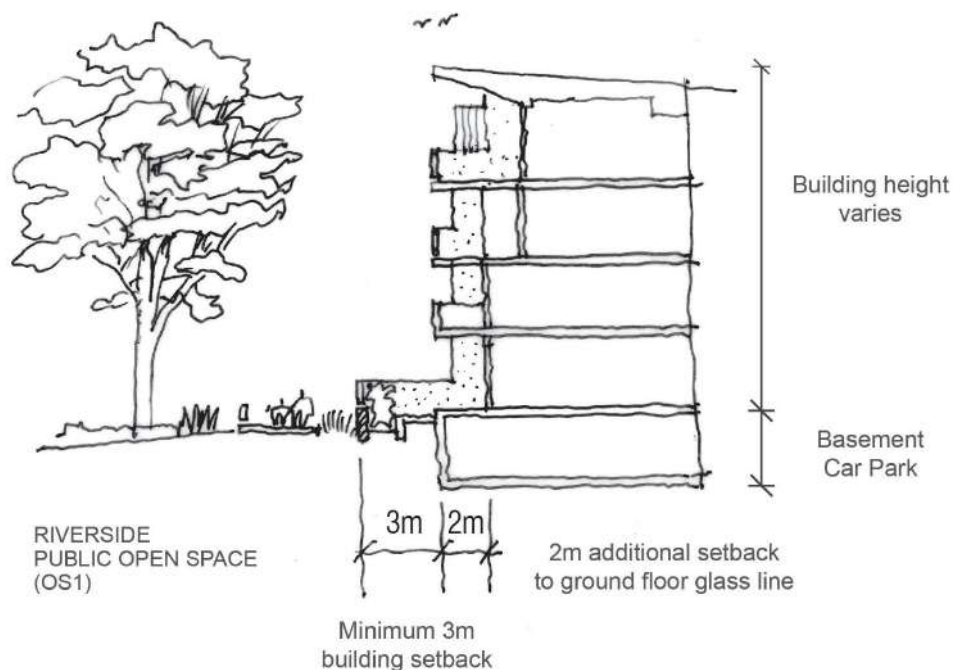 Building height
varies
Basement
Car Park
3m
2m
RIVERSIDE
PUBLIC OPEN SPACE
(OS1)
2m additional setback
to ground floor glass line
Minimum 3m
building setback